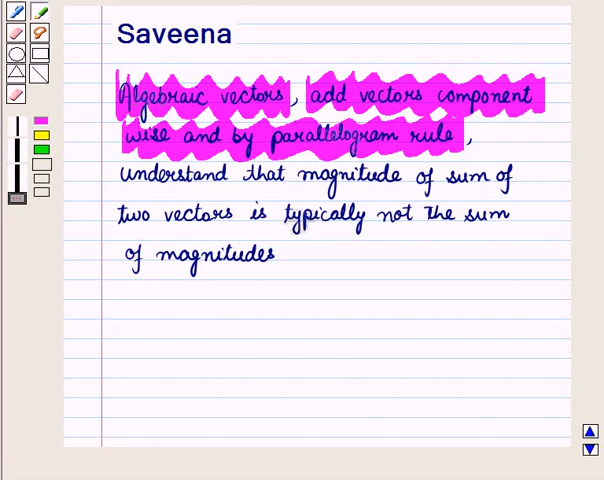 Saveena
Algebraic vectors, add vectors component
wise and by parallelogram rule,
understand that magnitude of sum of
two vectors is typically not the sum
of magnitudes